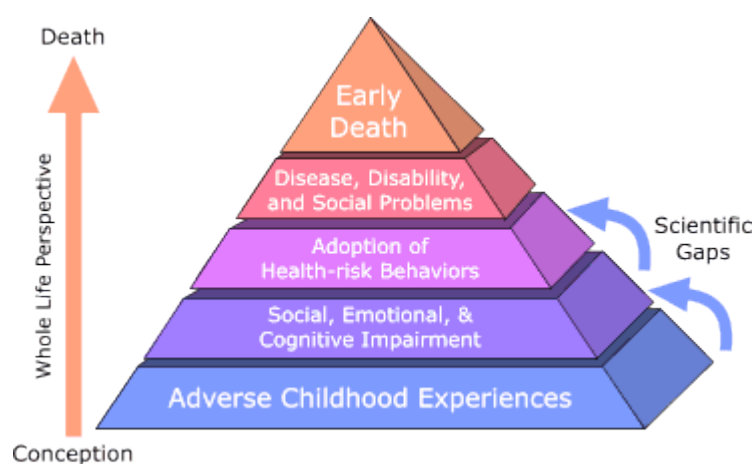 Death
Whole Life Perspective
Conception
Early
Death
Disease, Disability,
and Social Problems
Adoption of
Health-risk Behaviors
Social, Emotional, &
Cognitive Impairment
Adverse Childhood Experiences
Scientific
Gaps